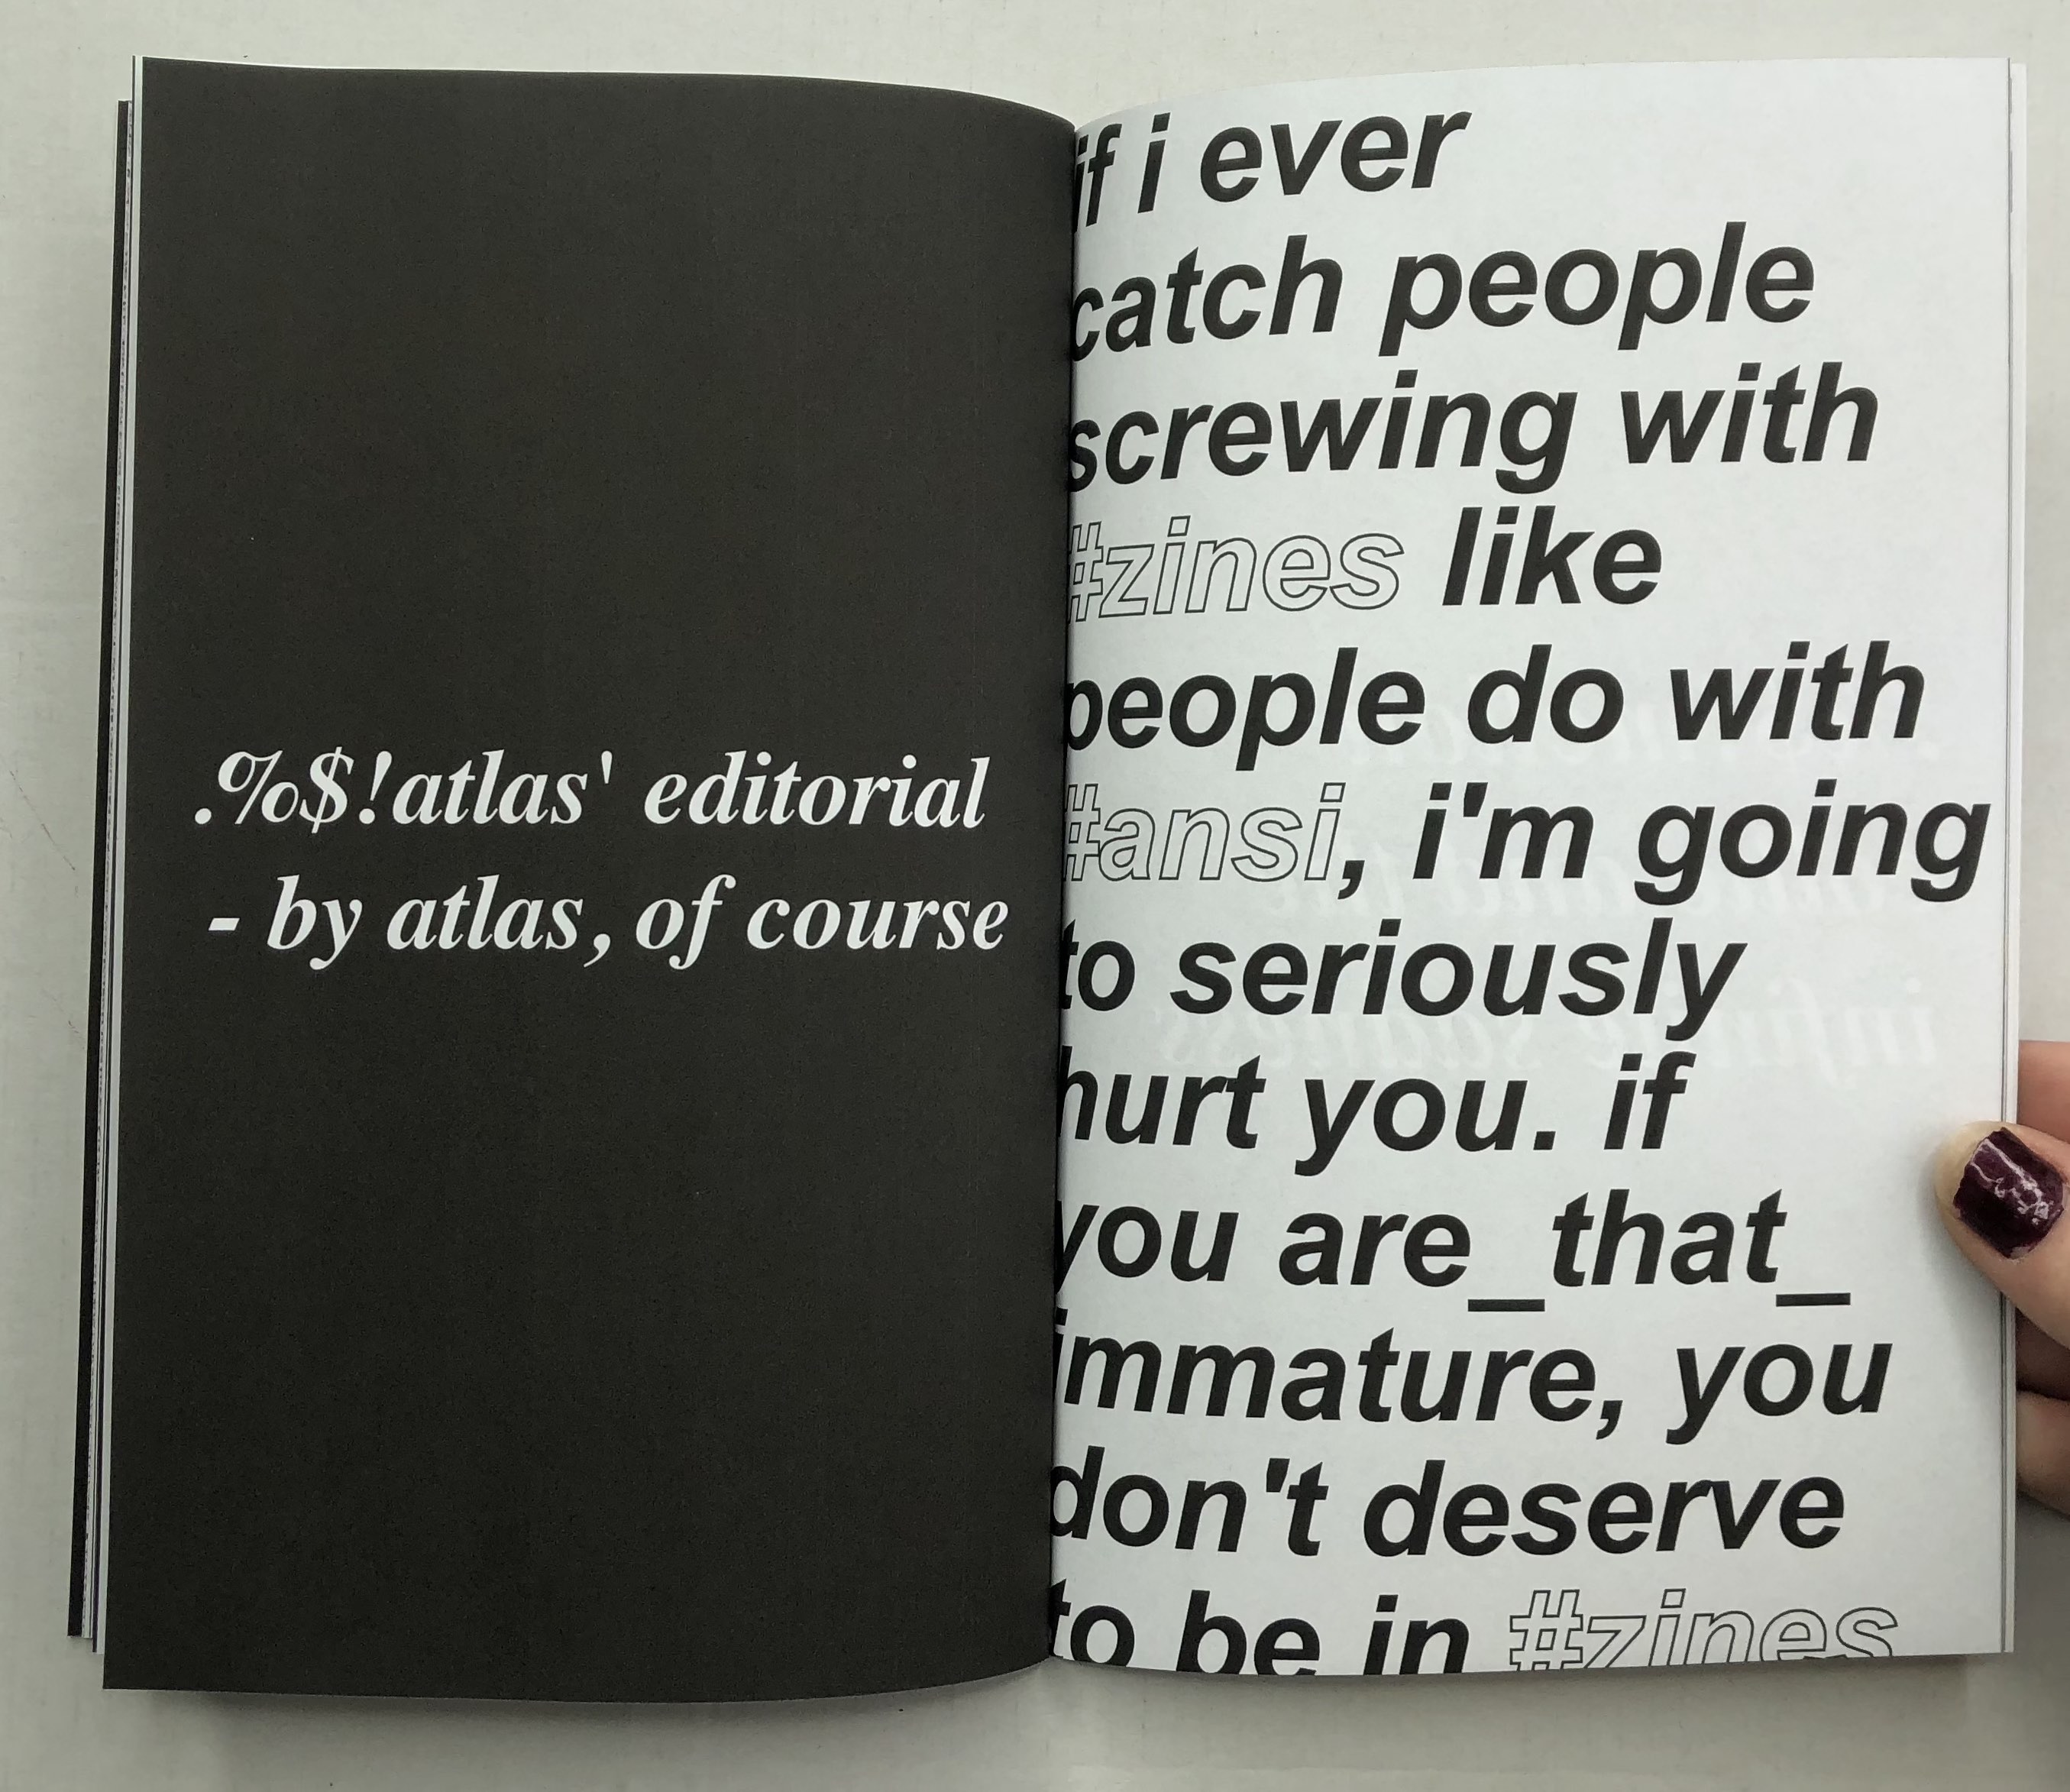 .%$!atlas' editorial
- by atlas, of course
if i ever
catch people
screwing with
#zines like
people do with
#ansi, i'm going
to seriously
hurt you. if
you are_that_
immature, you
don't deserve
to be in #zines